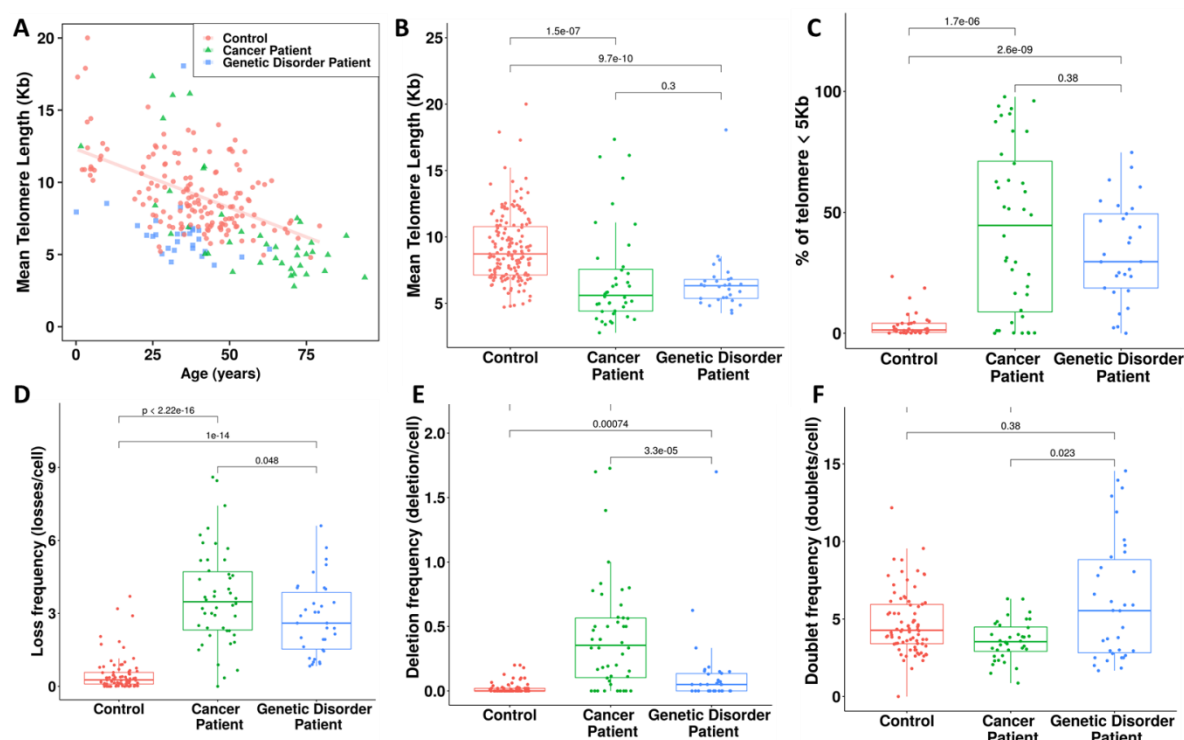 A
Mean Telomere Length (Kb)
20
15
10
5
0
Control
Cancer Patient
Genetic Disorder Patient
0 25 50 75
Age (years)
B
Mean Telomere Length (Kb)
25
20
15
10
5
1.5e-07
9.7e-10
0.3
Control Cancer Patient Genetic Disorder Patient
C
% of telomere < 5Kb
100
50
0
1.7e-06
2.6e-09
0.38
Control Cancer Patient Genetic Disorder Patient
D
Loss frequency (losses/cell)
9
6
3
0
p < 2.22e-16
1e-14
0.048
Control Cancer Patient Genetic Disorder Patient
E
Deletion frequency (deletion/cell)
2.0
1.5
1.0
0.5
0.0
0.00074
3.3e-05
Control Cancer Patient Genetic Disorder Patient
F
Doublet frequency (doublets/cell)
15
10
5
0
0.38
0.023
Control Cancer Patient Genetic Disorder Patient